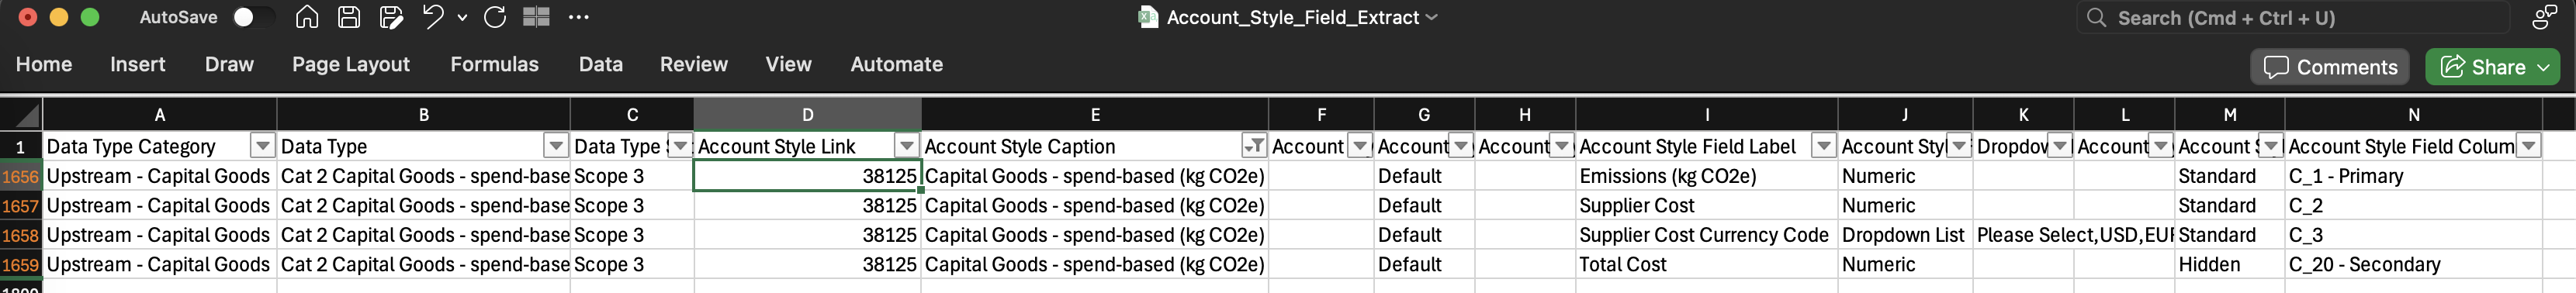 AutoSave
Account_Style_Field_Extract
Search (Cmd + Ctrl + U)
Home Insert Draw Page Layout Formulas Data Review View Automate Comments Share
A B C D E F G H I J K L M N
1 Data Type Category Data Type Data Type Account Style Link Account Style Caption Account Account Account Account Style Field Label Account Styl Dropdow Account Account Account Style Field Colum
1656 Upstream - Capital Goods Cat 2 Capital Goods - spend-base Scope 3 38125 Capital Goods - spend-based (kg CO2e) Default Emissions (kg CO2e) Numeric Standard C_1 - Primary
1657 Upstream - Capital Goods Cat 2 Capital Goods - spend-base Scope 3 38125 Capital Goods - spend-based (kg CO2e) Default Supplier Cost Numeric Standard C_2
1658 Upstream - Capital Goods Cat 2 Capital Goods - spend-base Scope 3 38125 Capital Goods - spend-based (kg CO2e) Default Supplier Cost Currency Code Dropdown List Please Select,USD,EUR Standard C_3
1659 Upstream - Capital Goods Cat 2 Capital Goods - spend-base Scope 3 38125 Capital Goods - spend-based (kg CO2e) Default Total Cost Numeric Hidden C_20 - Secondary